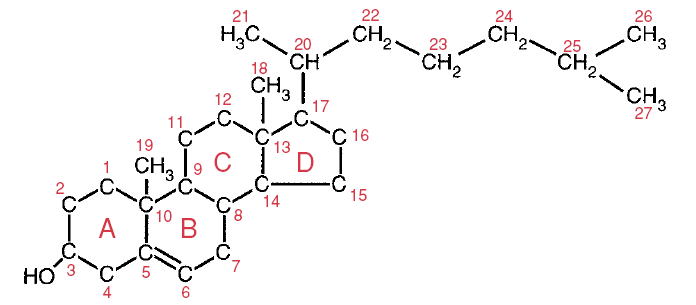 21 22 24 26
H₃C CH₂ CH₂ CH₃
20 23 25
CH CH₂ CH₂
18
CH₃ CH₃
12 17 27
C C
11
C C C 16
13
19 C D
CH₃
1 9
C C C C 15
2 14
C C C
10 8
A B
C C C
3 5 7
HO C C
4 6